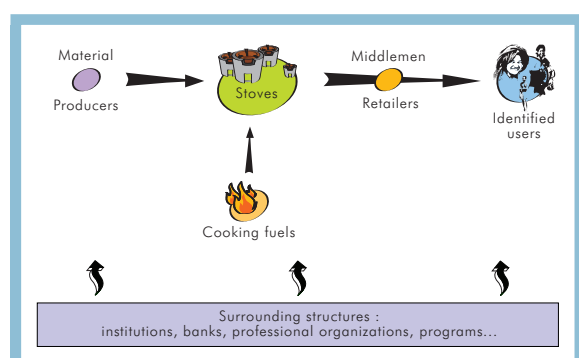 Material
Producers
Stoves
Middlemen
Retailers
Identified
users
Cooking fuels
Surrounding structures :
institutions, banks, professional organizations, programs...